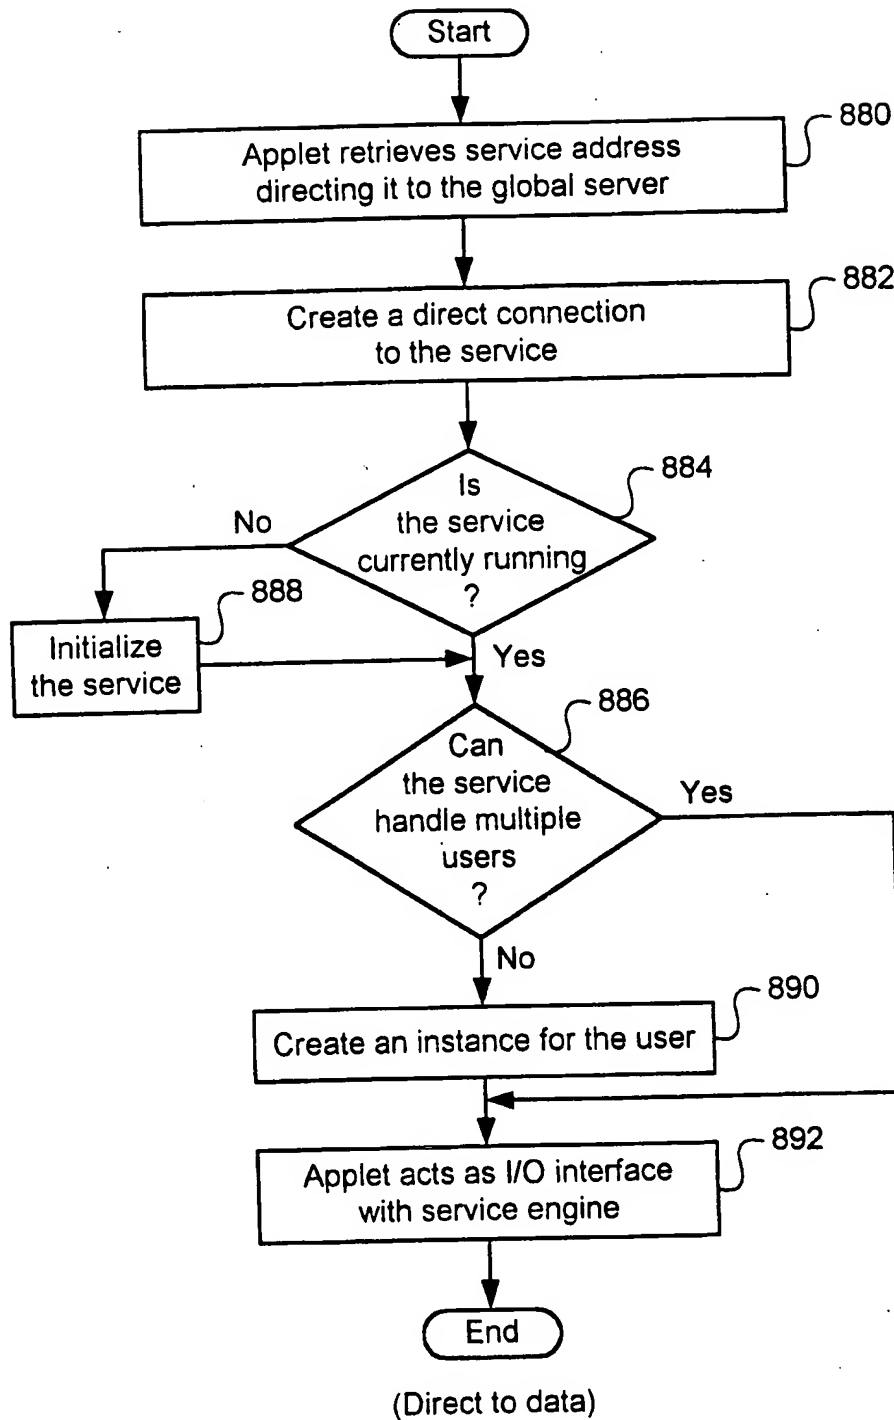 Start
880
Applet retrieves service address
directing it to the global server
882
Create a direct connection
to the service
884
Is
the service
currently running
?
No
888
Initialize
the service
Yes
886
Can
the service
handle multiple
users
?
Yes
No
890
Create an instance for the user
892
Applet acts as I/O interface
with service engine
End
(Direct to data)